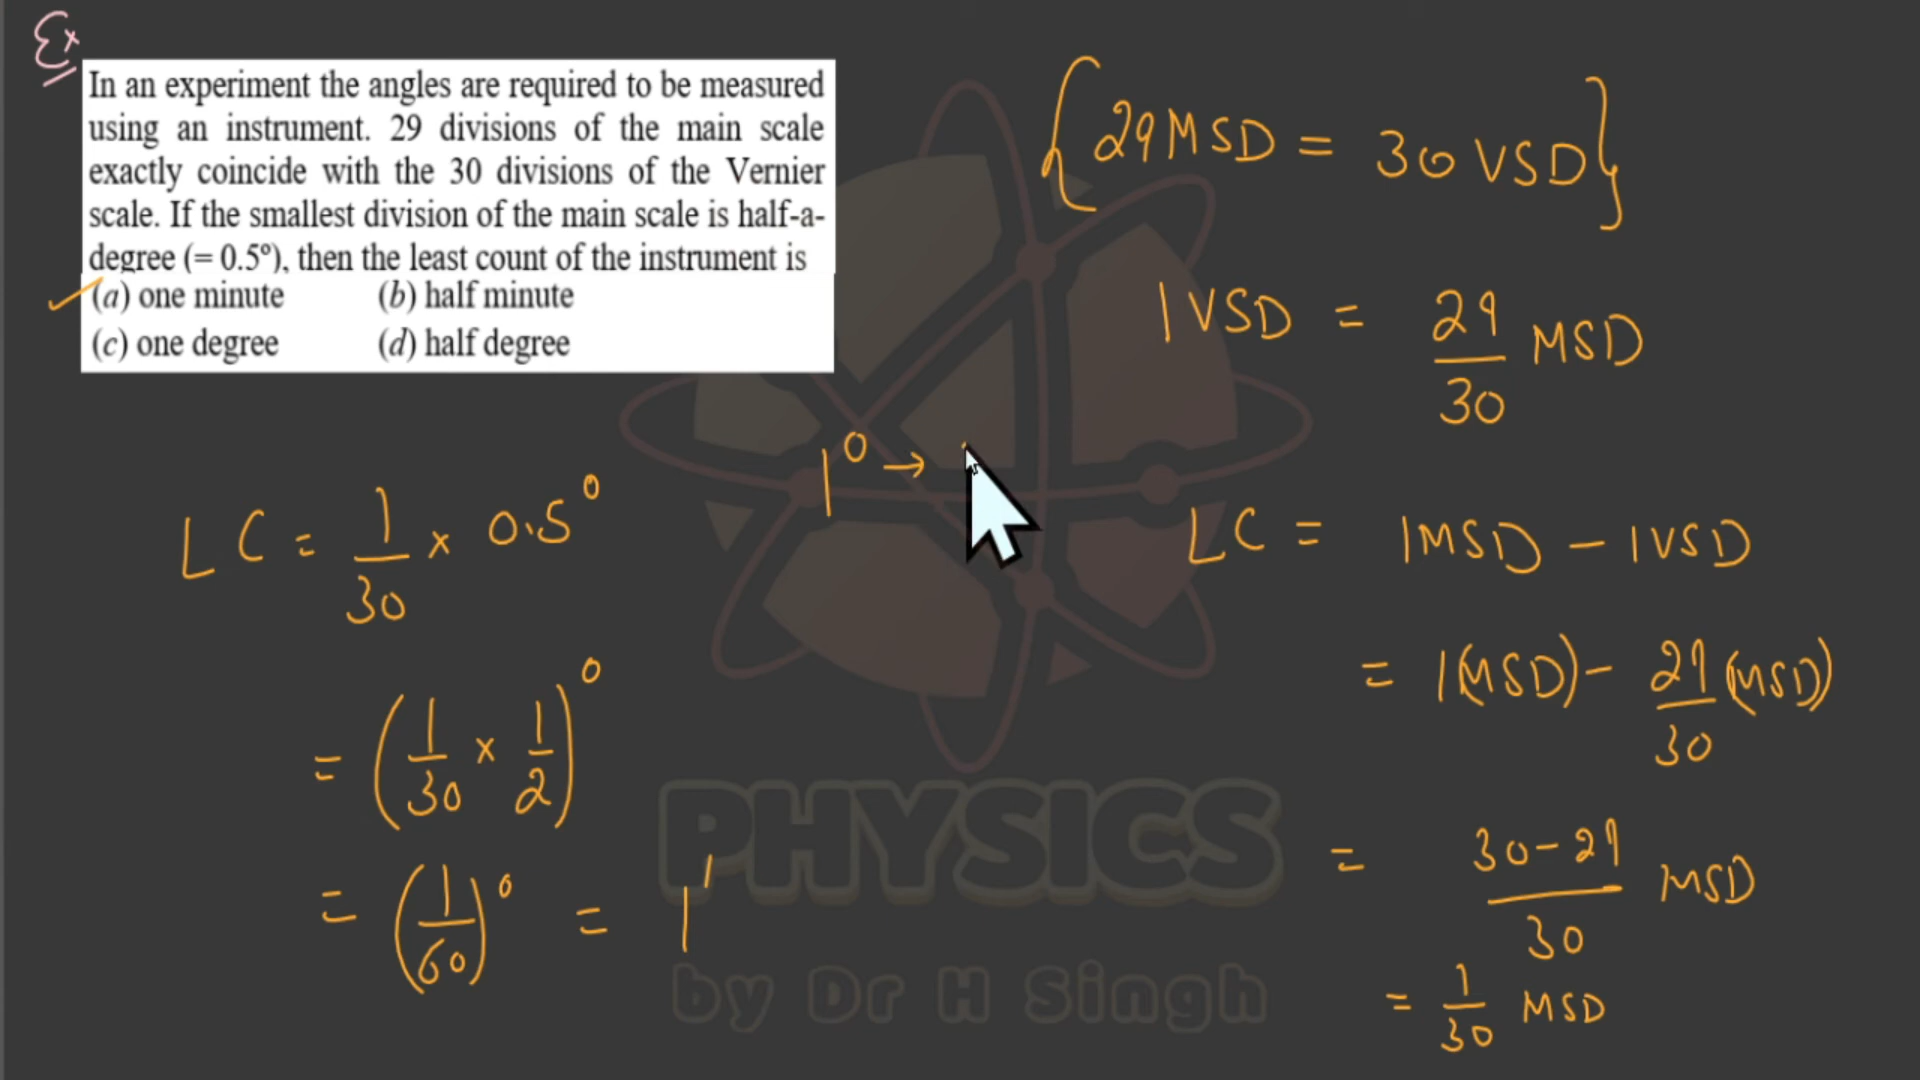 Ex
In an experiment the angles are required to be measured
using an instrument. 29 divisions of the main scale
exactly coincide with the 30 divisions of the Vernier
scale. If the smallest division of the main scale is half-a-
degree (= 0.5º), then the least count of the instrument is
(a) one minute (b) half minute
(c) one degree (d) half degree
{29 MSD = 30 VSD}
1 VSD = 29/30 MSD
1° →
LC = 1 MSD - 1 VSD
= 1(MSD) - 29/30 (MSD)
= 30-29/30 MSD
= 1/30 MSD
LC = 1/30 × 0.5°
= (1/30 × 1/2)°
= (1/60)° = 1'
PHYSICS
by Dr H Singh